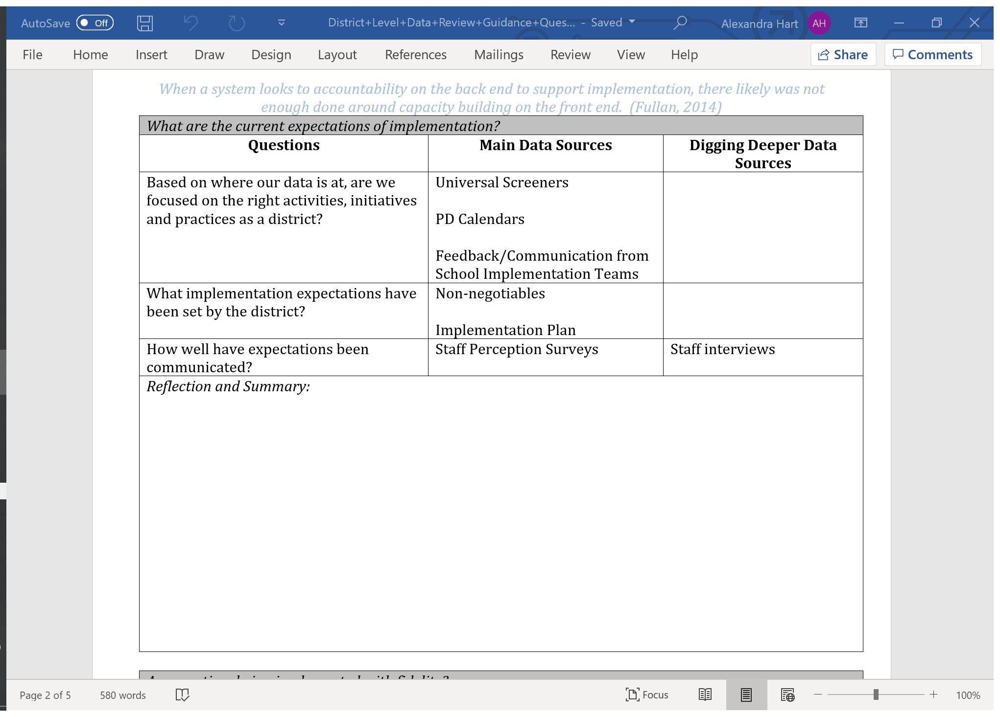 AutoSave Off District+Level+Data+Review+Guidance+Ques... - Saved Alexandra Hart AH
File Home Insert Draw Design Layout References Mailings Review View Help Share Comments
When a system looks to accountability on the back end to support implementation, there likely was not
enough done around capacity building on the front end. (Fullan, 2014)
What are the current expectations of implementation?
Questions
Main Data Sources
Digging Deeper Data
Sources
Based on where our data is at, are we
focused on the right activities, initiatives
and practices as a district?
Universal Screeners
PD Calendars
Feedback/Communication from
School Implementation Teams
What implementation expectations have
been set by the district?
Non-negotiables
Implementation Plan
How well have expectations been
communicated?
Staff Perception Surveys
Staff interviews
Reflection and Summary:
Page 2 of 5 580 words Focus 100%